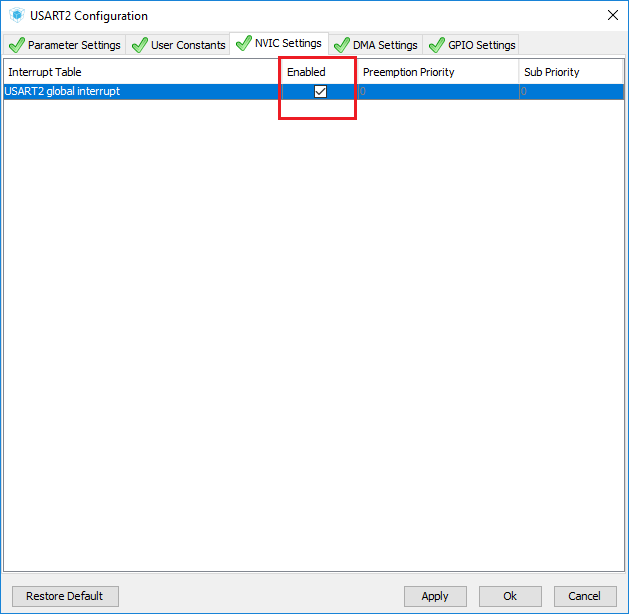 USART2 Configuration
Parameter Settings User Constants NVIC Settings DMA Settings GPIO Settings
Interrupt Table Enabled Preemption Priority Sub Priority
USART2 global interrupt 0 0
Restore Default Apply Ok Cancel